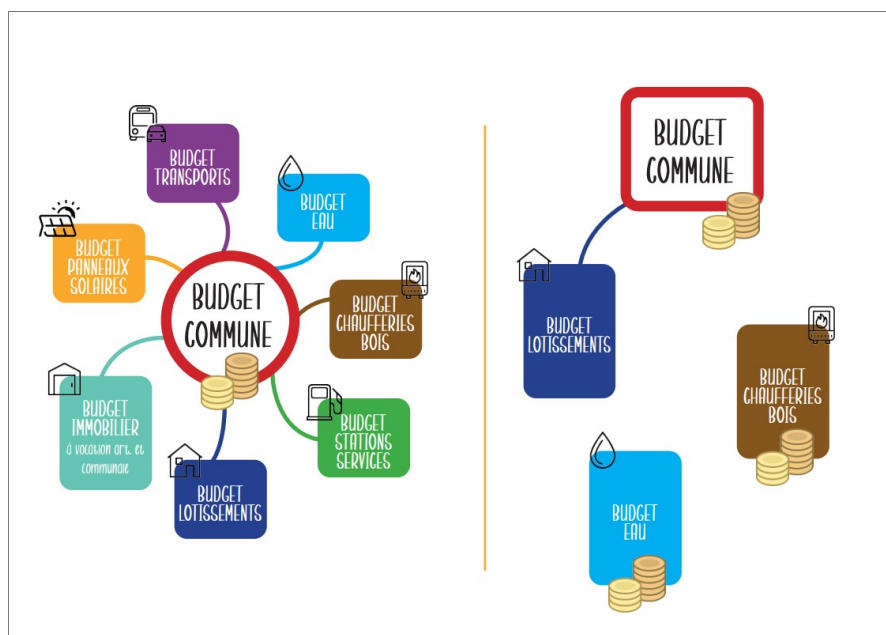 BUDGET
TRANSPORTS
BUDGET
EAU
BUDGET
PANNEAUX
SOLAIRES
BUDGET
COMMUNE
BUDGET
CHAUFFERIES
BOIS
BUDGET
IMMOBILIER
à vocation art. et
communale
BUDGET
STATIONS
SERVICES
BUDGET
LOTISSEMENTS
BUDGET
COMMUNE
BUDGET
LOTISSEMENTS
BUDGET
CHAUFFERIES
BOIS
BUDGET
EAU